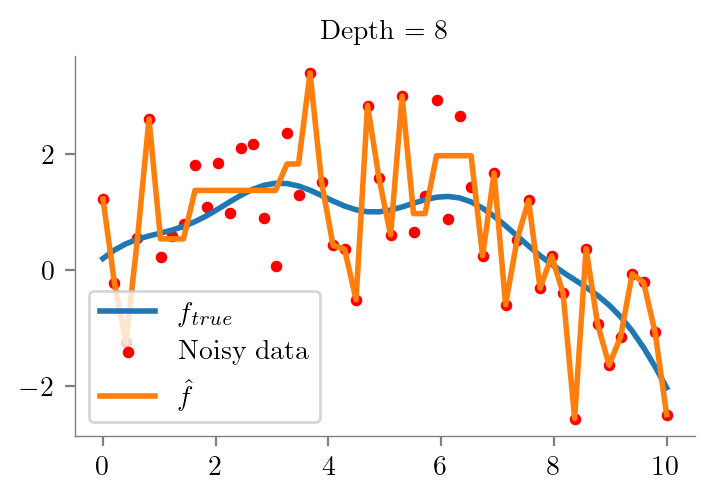 Depth = 8
2
0
−2
f_true
Noisy data
f̂
0 2 4 6 8 10